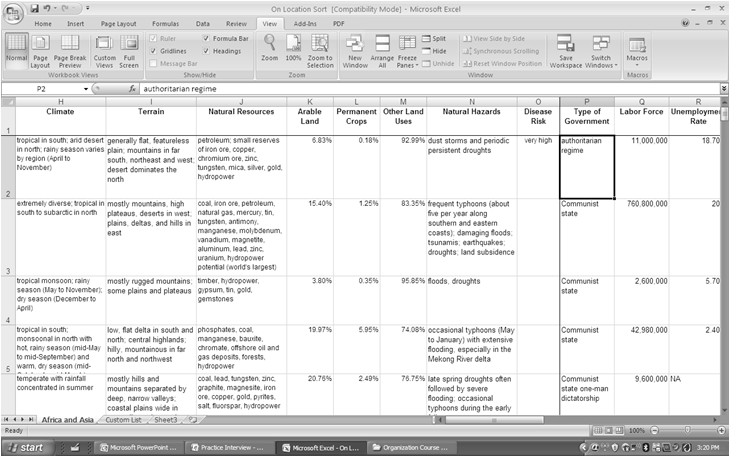 On Location Sort [Compatibility Mode] - Microsoft Excel
Home Insert Page Layout Formulas Data Review View Add-Ins PDF
Normal Page Layout Page Break Preview Custom Views Full Screen
Ruler Formula Bar
Gridlines Headings
Message Bar
Zoom 100% Zoom to Selection
New Window Arrange All Freeze Panes
Split
Hide
Unhide
View Side by Side
Synchronous Scrolling
Reset Window Position
Save Workspace Switch Windows
Macros
Workbook Views Show/Hide Zoom Window Macros
P2 authoritarian regime
H I J K L M N O P Q R
1 Climate Terrain Natural Resources Arable Land Permanent Crops Other Land Uses Natural Hazards Disease Risk Type of Government Labor Force Unemployme Rate
2
tropical in south; arid desert
in north; rainy season varies
by region (April to
November)
generally flat, featureless
plain; mountains in far
south, northeast and west;
desert dominates the
north
petroleum; small reserves
of iron ore, copper,
chromium ore, zinc,
tungsten, mica, silver, gold,
hydropower
6.83% 0.18% 92.99%
dust storms and periodic
persistent droughts
very high
authoritarian
regime
11,000,000 18.70
3
extremely diverse; tropical in
south to subarctic in north
mostly mountains, high
plateaus, deserts in west;
plains, deltas, and hills in
east
coal, iron ore, petroleum,
natural gas, mercury, tin,
tungsten, antimony,
manganese, molybdenum,
vanadium, magnetite,
aluminum, lead, zinc,
uranium, hydropower
potential (world's largest)
15.40% 1.25% 83.35%
frequent typhoons (about
five per year along
southern and eastern
coasts); damaging floods;
tsunamis; earthquakes;
droughts; land subsidence
Communist
state
760,800,000 20
4
tropical monsoon; rainy
season (May to November);
dry season (December to
April)
mostly rugged mountains;
some plains and plateaus
timber, hydropower,
gypsum, tin, gold,
gemstones
3.80% 0.35% 95.85%
floods, droughts
Communist
state
2,600,000 5.70
5
tropical in south;
monsoonal in north with
hot, rainy season (mid-May
to mid-September) and
warm, dry season (mid-
low, flat delta in south and
north; central highlands;
hilly, mountainous in far
north and northwest
phosphates, coal,
manganese, bauxite,
chromate, offshore oil and
gas deposits, forests,
hydropower
19.97% 5.95% 74.08%
occasional typhoons (May
to January) with extensive
flooding, especially in the
Mekong River delta
Communist
state
42,980,000 2.40
temperate with rainfall
concentrated in summer
mostly hills and
mountains separated by
deep, narrow valleys;
coastal plains wide in
coal, lead, tungsten, zinc,
graphite, magnesite, iron
ore, copper, gold, pyrites,
salt, fluorspar, hydropower
20.76% 2.49% 76.75%
late spring droughts often
followed by severe
flooding; occasional
typhoons during the early
Communist
state one-man
dictatorship
9,600,000 NA
Africa and Asia Custom List Sheet3
Ready 100%
start Microsoft PowerPoint ... Practice Interview - ... Microsoft Excel - On L... Organization Course ... 3:20 PM